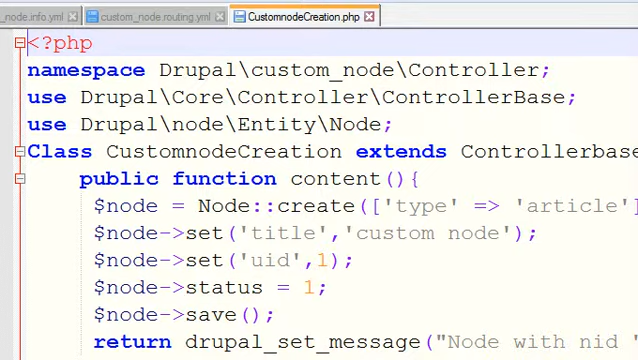 _node.info.yml custom_node.routing.yml CustomnodeCreation.php
<?php
namespace Drupal\custom_node\Controller;
use Drupal\Core\Controller\ControllerBase;
use Drupal\node\Entity\Node;
Class CustomnodeCreation extends Controllerbase
public function content(){
$node = Node::create(['type' => 'article']
$node->set('title','custom node');
$node->set('uid',1);
$node->status = 1;
$node->save();
return drupal_set_message("Node with nid "